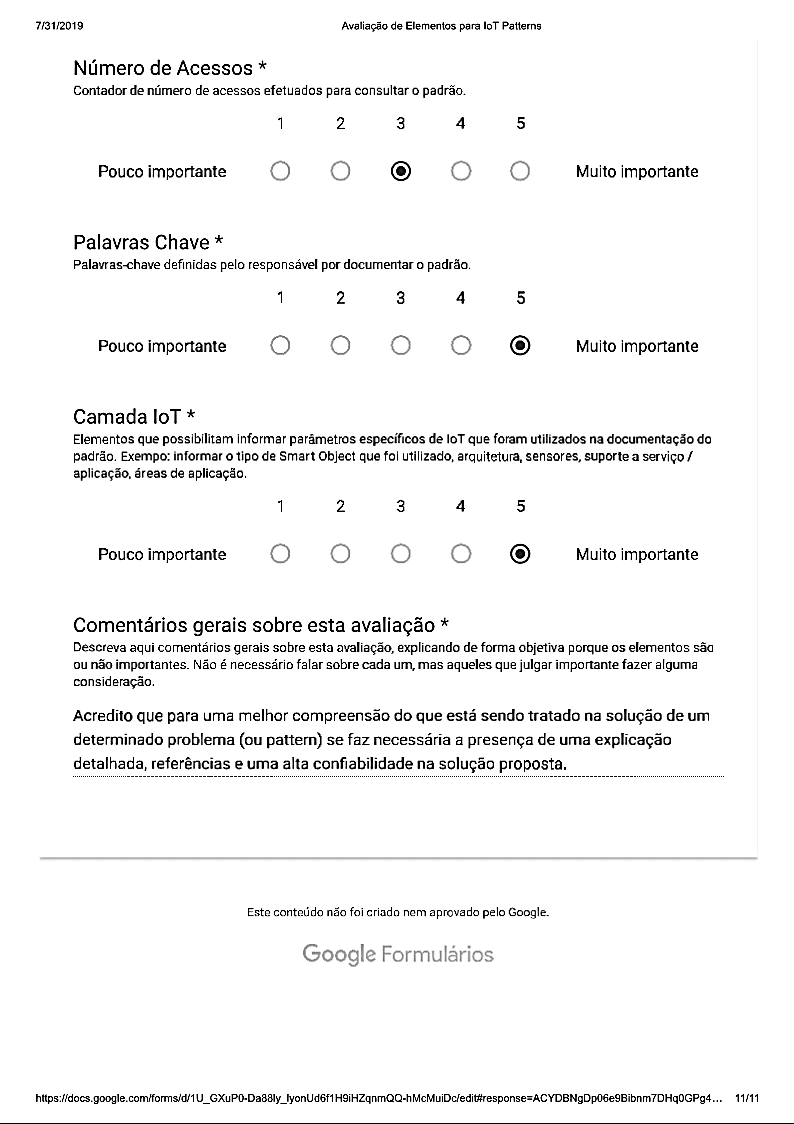 7/31/2019 Avaliação de Elementos para IoT Patterns
Número de Acessos *
Contador de número de acessos efetuados para consultar o padrão.
1 2 3 4 5
Pouco importante Muito importante
Palavras Chave *
Palavras-chave definidas pelo responsável por documentar o padrão.
1 2 3 4 5
Pouco importante Muito importante
Camada IoT *
Elementos que possibilitam informar parâmetros específicos de IoT que foram utilizados na documentação do
padrão. Exempo: informar o tipo de Smart Object que foi utilizado, arquitetura, sensores, suporte a serviço /
aplicação, áreas de aplicação.
1 2 3 4 5
Pouco importante Muito importante
Comentários gerais sobre esta avaliação *
Descreva aqui comentários gerais sobre esta avaliação, explicando de forma objetiva porque os elementos são
ou não importantes. Não é necessário falar sobre cada um, mas aqueles que julgar importante fazer alguma
consideração.
Acredito que para uma melhor compreensão do que está sendo tratado na solução de um
determinado problema (ou pattern) se faz necessária a presença de uma explicação
detalhada, referências e uma alta confiabilidade na solução proposta.
Este conteúdo não foi criado nem aprovado pelo Google.
Google Formulários
https://docs.google.com/forms/d/1U_GXuP0-Da88ly_lyonUd6f1H9iHZqnmQQ-hMcMuiDc/edit#response=ACYDBNgDp06e9Bibnm7DHq0GPg4… 11/11